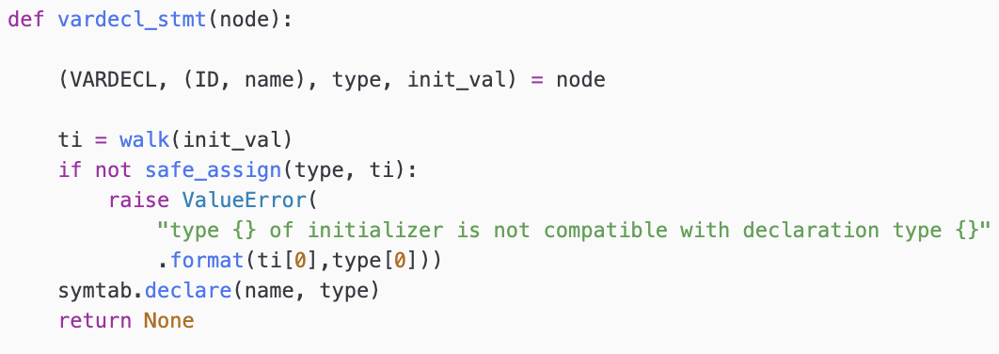 def vardecl_stmt(node):
(VARDECL, (ID, name), type, init_val) = node
ti = walk(init_val)
if not safe_assign(type, ti):
raise ValueError(
"type {} of initializer is not compatible with declaration type {}"
.format(ti[0],type[0]))
symtab.declare(name, type)
return None